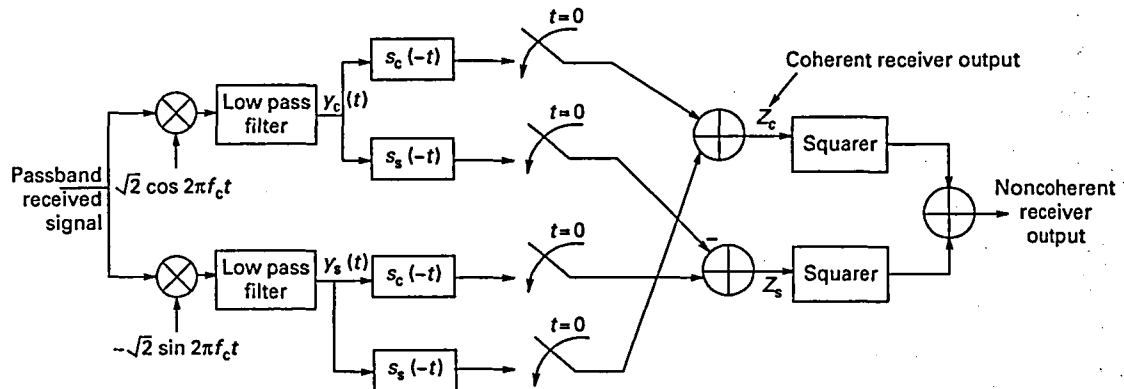 t=0
Coherent receiver output
s_c(-t)
Low pass
filter
y_c(t)
Z_c
Squarer
t=0
s_s(-t)
Passband
received
signal
√2 cos 2πf_ct
Noncoherent
receiver
output
t=0
–
Low pass
filter
y_s(t)
s_c(-t)
Z_s
Squarer
-√2 sin 2πf_ct
t=0
s_s(-t)